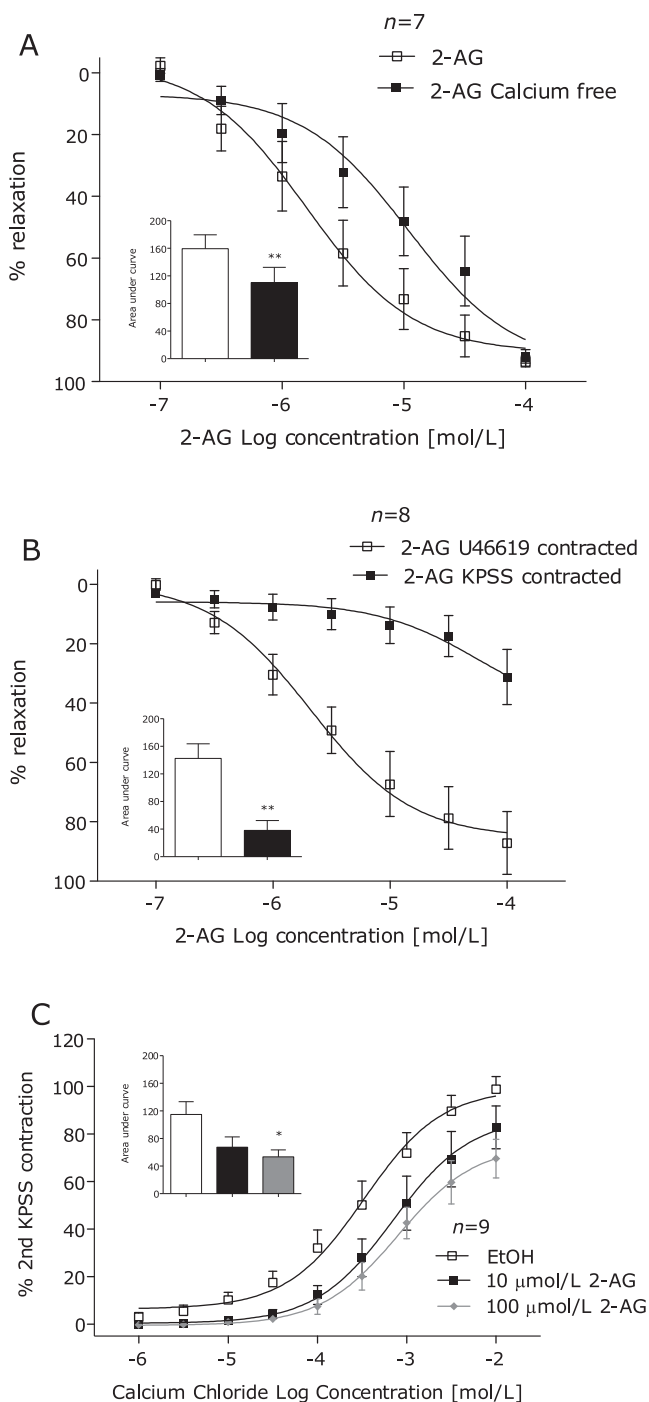 A
n=7
2-AG
2-AG Calcium free
0
20
40
60
80
100
% relaxation
200
160
120
80
40
0
Area under curve
**
-7 -6 -5 -4
2-AG Log concentration [mol/L]
B
n=8
2-AG U46619 contracted
2-AG KPSS contracted
0
20
40
60
80
100
% relaxation
200
160
120
80
40
0
Area under curve
**
-7 -6 -5 -4
2-AG Log concentration [mol/L]
C
120
100
80
60
40
20
0
% 2nd KPSS contraction
200
160
120
80
40
0
Area under curve
*
n=9
EtOH
10 μmol/L 2-AG
100 μmol/L 2-AG
-6 -5 -4 -3 -2
Calcium Chloride Log Concentration [mol/L]